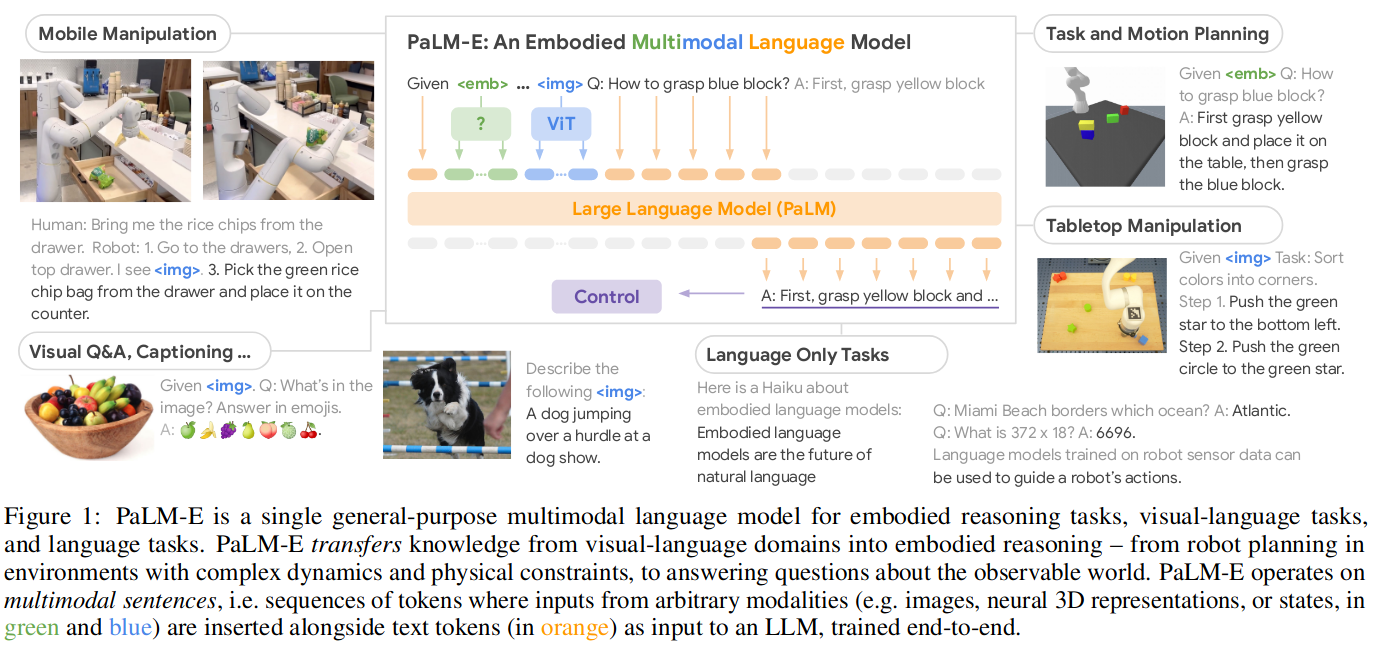 Mobile Manipulation
Human: Bring me the rice chips from the
drawer. Robot: 1. Go to the drawers, 2. Open
top drawer. I see <img>. 3. Pick the green rice
chip bag from the drawer and place it on the
counter.
Visual Q&A, Captioning ...
Given <img>. Q: What's in the
image? Answer in emojis.
A: 🍏🍌🍇🍐🍑🍈🍒.
PaLM-E: An Embodied Multimodal Language Model
Given <emb> ... <img> Q: How to grasp blue block? A: First, grasp yellow block
?
ViT
Large Language Model (PaLM)
Control
A: First, grasp yellow block and ...
Describe the
following <img>:
A dog jumping
over a hurdle at a
dog show.
Language Only Tasks
Here is a Haiku about
embodied language models:
Embodied language
models are the future of
natural language
Q: Miami Beach borders which ocean? A: Atlantic.
Q: What is 372 x 18? A: 6696.
Language models trained on robot sensor data can
be used to guide a robot's actions.
Task and Motion Planning
Given <emb> Q: How
to grasp blue block?
A: First grasp yellow
block and place it on
the table, then grasp
the blue block.
Tabletop Manipulation
Given <img> Task: Sort
colors into corners.
Step 1. Push the green
star to the bottom left.
Step 2. Push the green
circle to the green star.
Figure 1: PaLM-E is a single general-purpose multimodal language model for embodied reasoning tasks, visual-language tasks,
and language tasks. PaLM-E transfers knowledge from visual-language domains into embodied reasoning – from robot planning in
environments with complex dynamics and physical constraints, to answering questions about the observable world. PaLM-E operates on
multimodal sentences, i.e. sequences of tokens where inputs from arbitrary modalities (e.g. images, neural 3D representations, or states, in
green and blue) are inserted alongside text tokens (in orange) as input to an LLM, trained end-to-end.